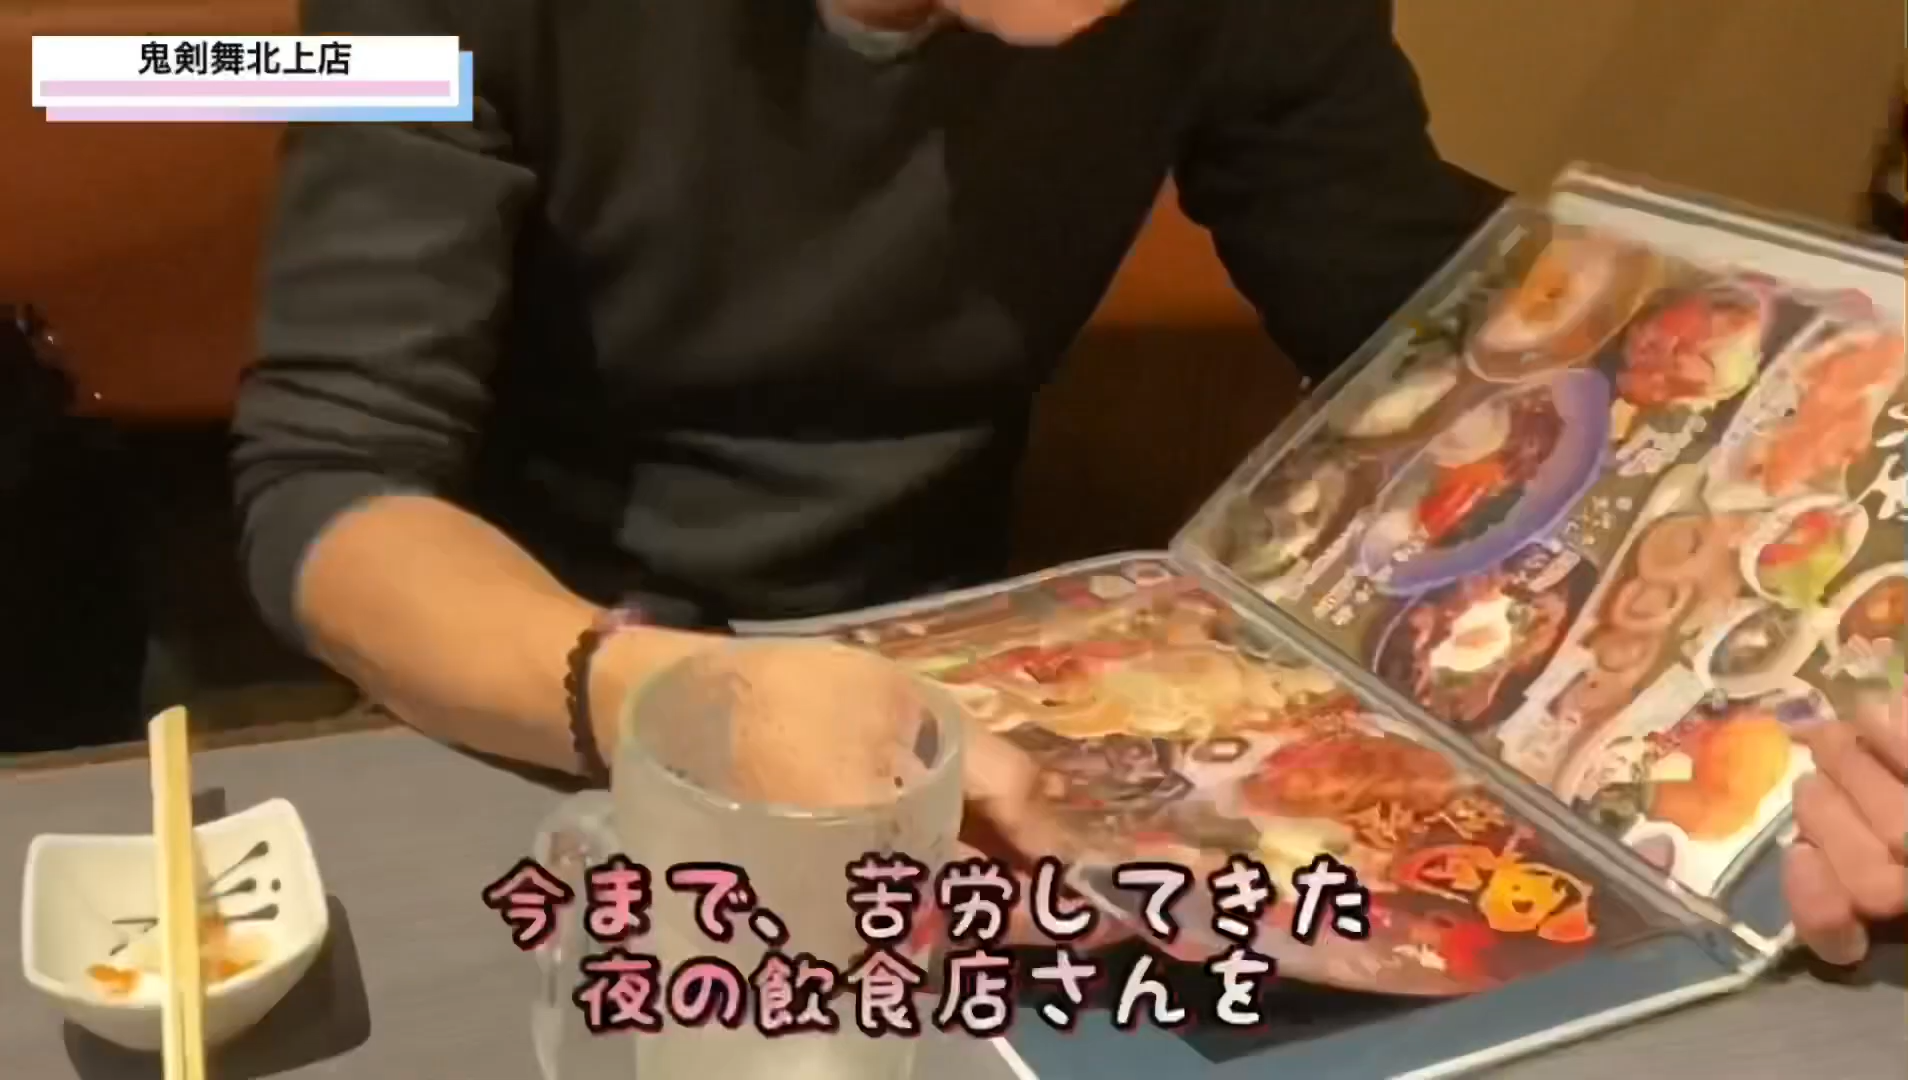 鬼剣舞北上店
今まで、苦労してきた
夜の飲食店さんを